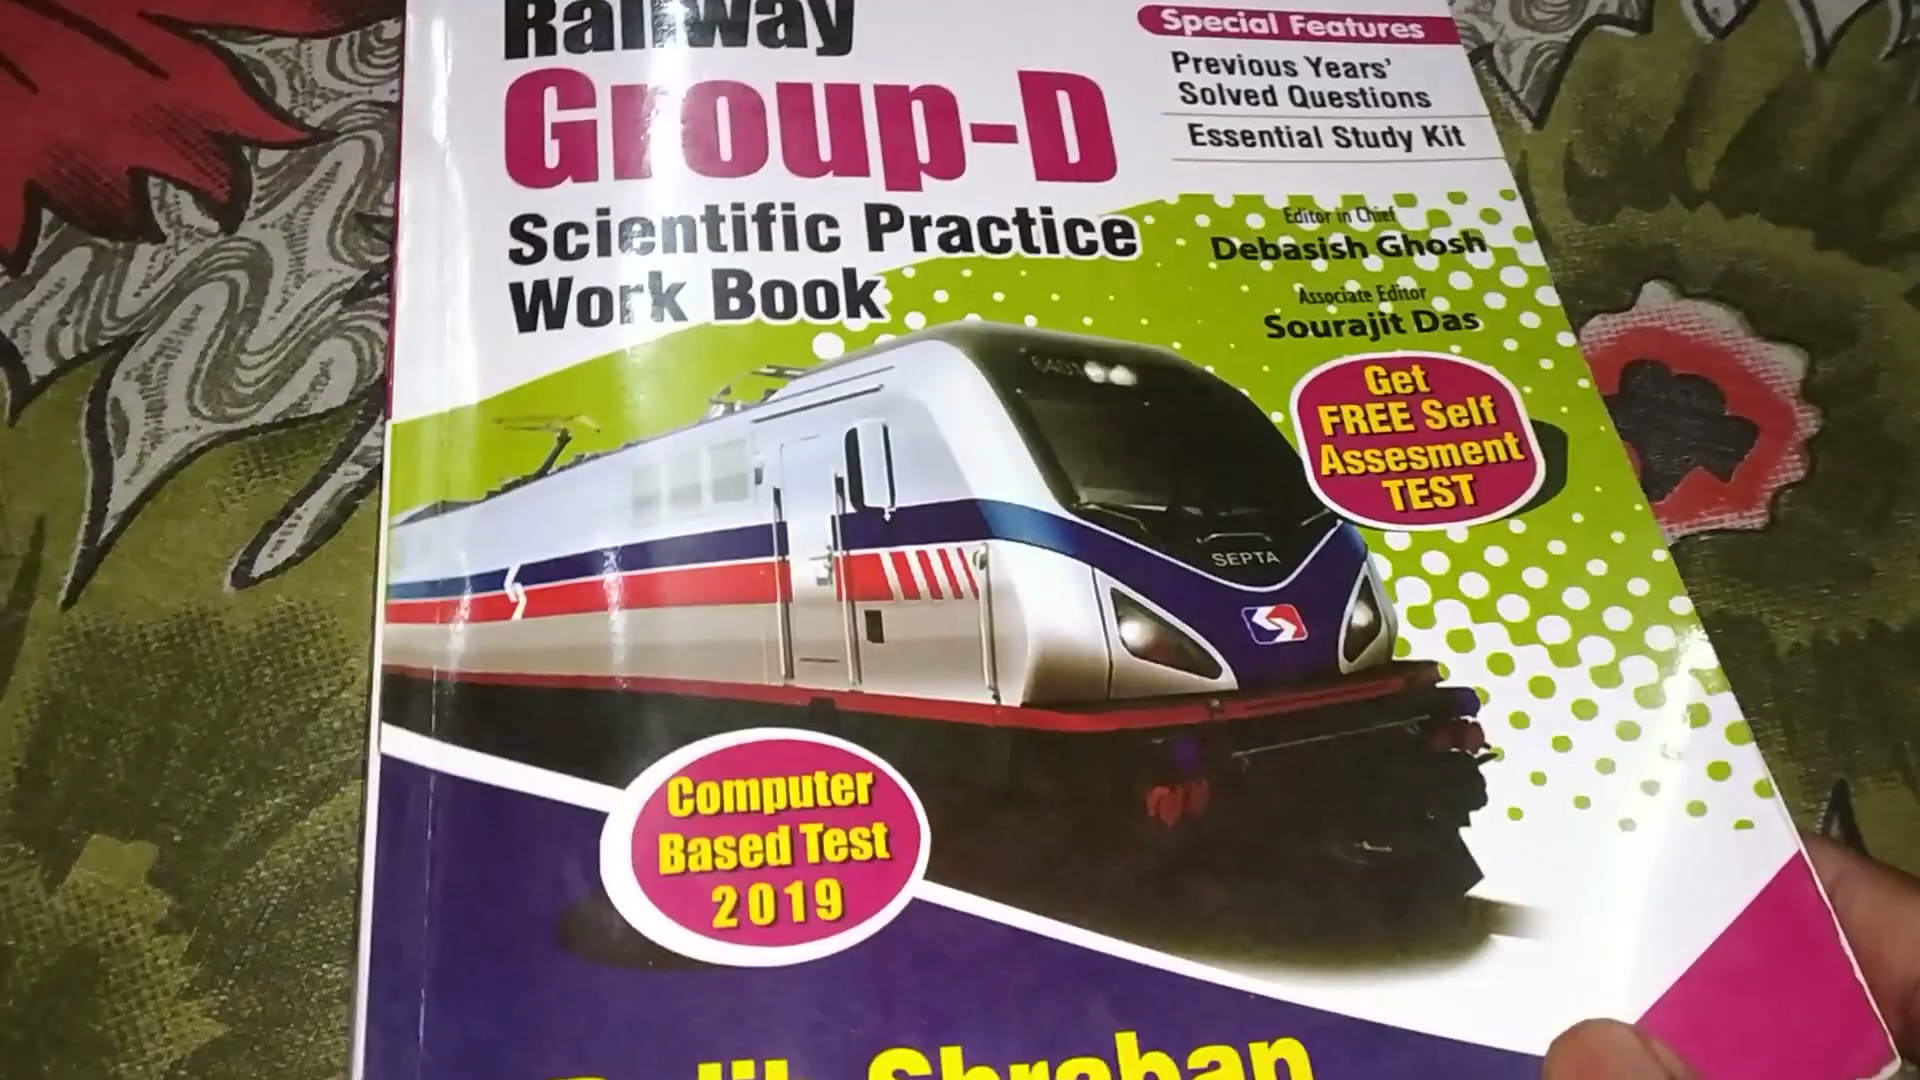 Railway
Group-D
Scientific Practice
Work Book
Special Features
Previous Years'
Solved Questions
Essential Study Kit
Editor in Chief
Debasish Ghosh
Associate Editor
Sourajit Das
Get
FREE Self
Assesment
TEST
SEPTA
Computer
Based Test
2019
Shraban